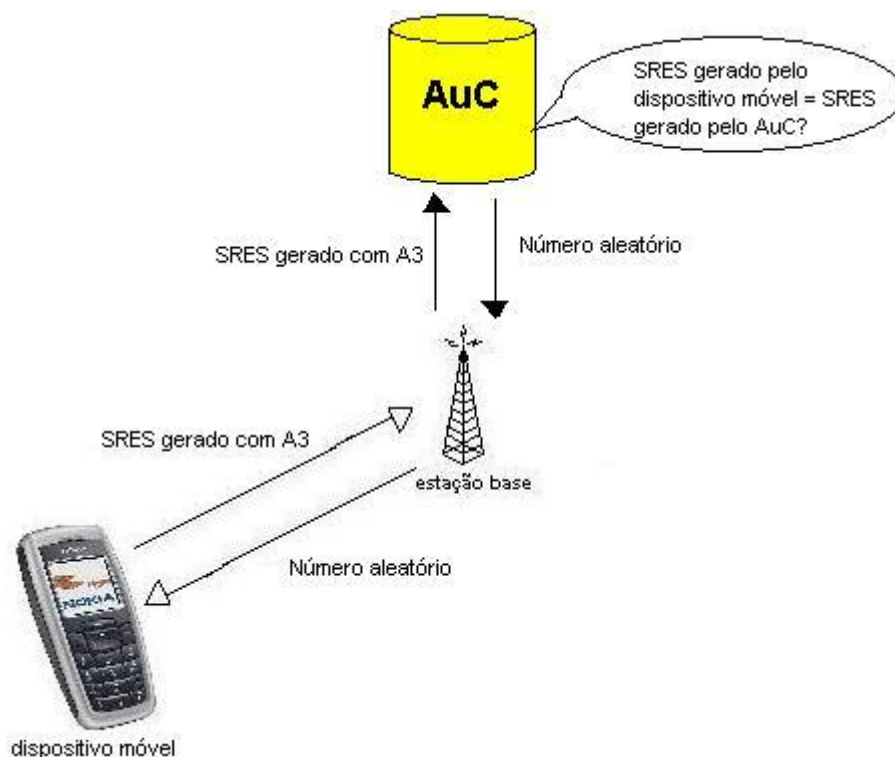 AuC
SRES gerado pelo
dispositivo móvel = SRES
gerado pelo AuC?
SRES gerado com A3
Número aleatório
SRES gerado com A3
estação base
Número aleatório
NOKIA
dispositivo móvel